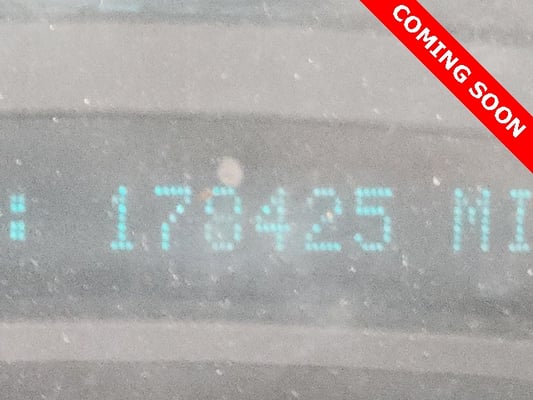 COMING SOON
: 178425 MI